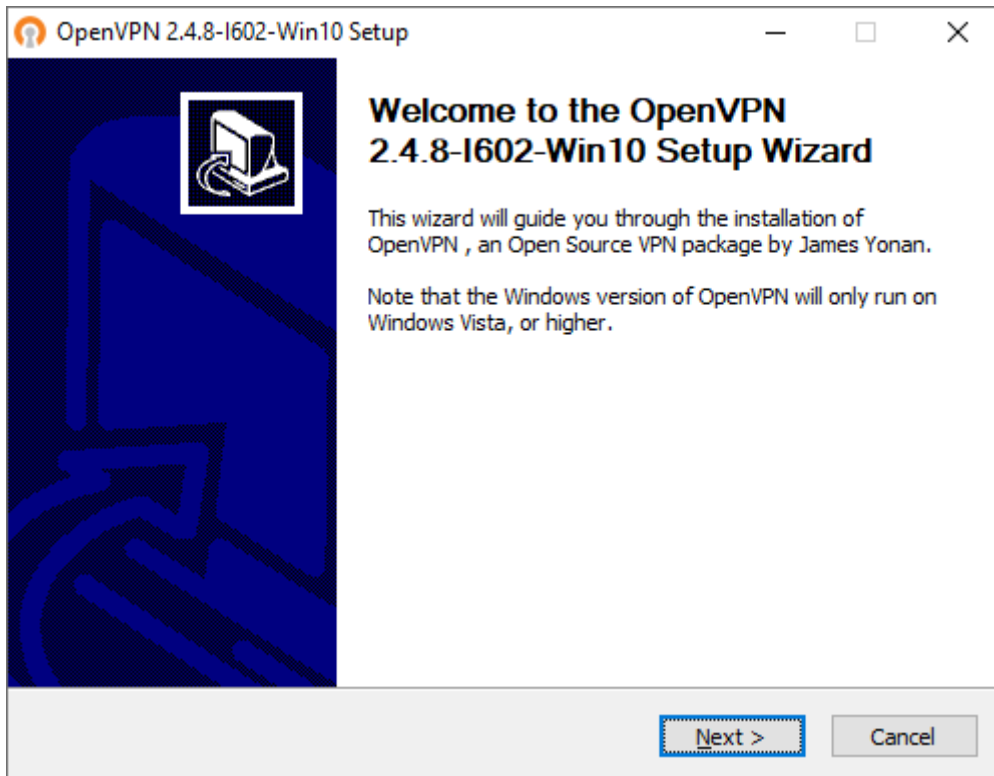 OpenVPN 2.4.8-I602-Win10 Setup
Welcome to the OpenVPN
2.4.8-I602-Win10 Setup Wizard
This wizard will guide you through the installation of
OpenVPN , an Open Source VPN package by James Yonan.
Note that the Windows version of OpenVPN will only run on
Windows Vista, or higher.
Next >
Cancel